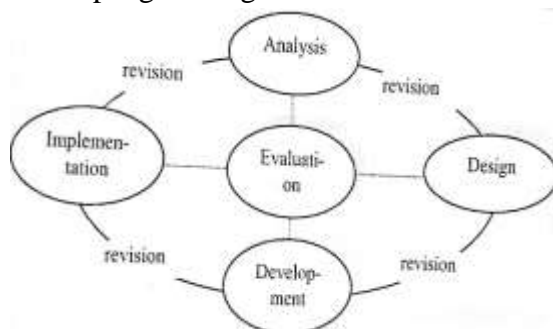 Analysis
revision
revision
Implemen-
tation
Evaluati-
on
Design
revision
revision
Develop-
ment